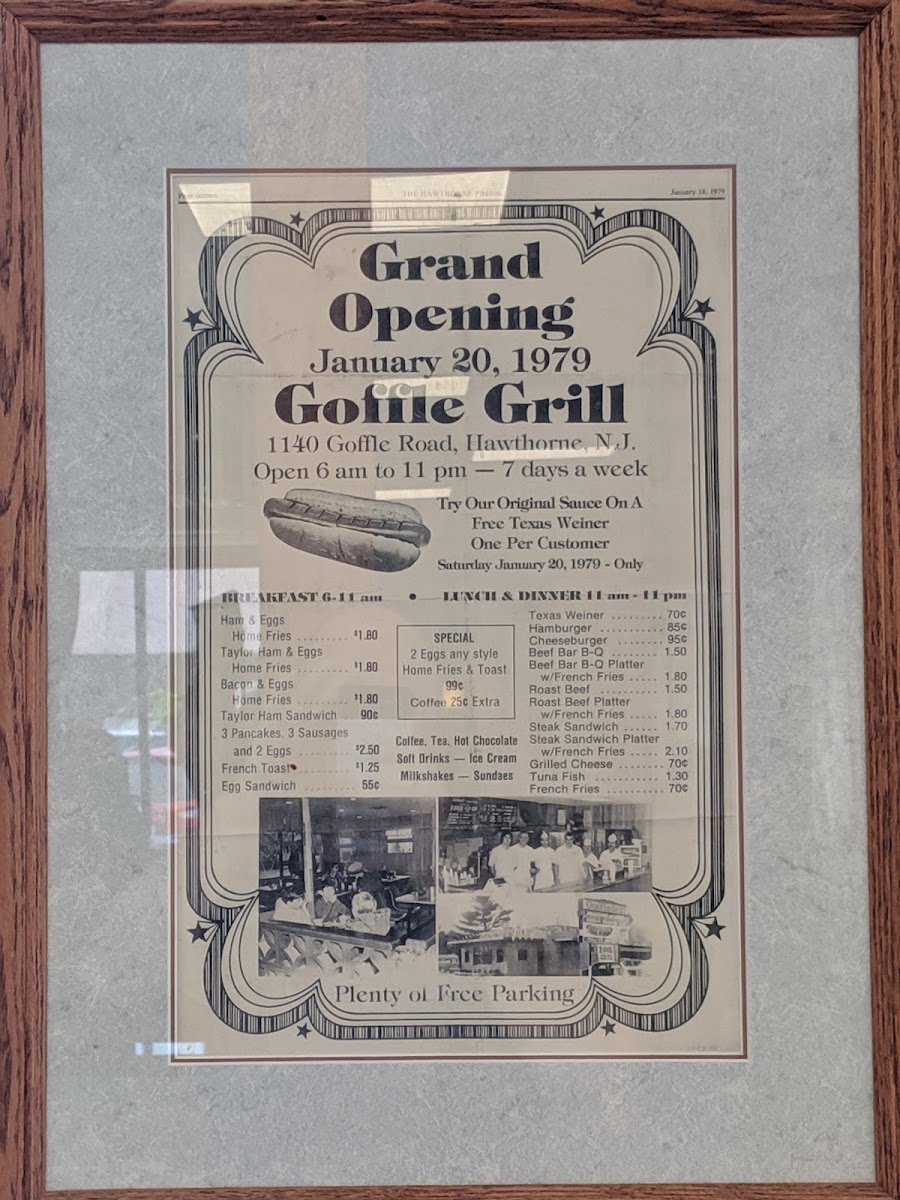 THE HAWTHORNE PRESS
January 18, 1979
Grand
Opening
January 20, 1979
Goffle Grill
1140 Goffle Road, Hawthorne, N.J.
Open 6 am to 11 pm — 7 days a week
Try Our Original Sauce On A
Free Texas Weiner
One Per Customer
Saturday January 20, 1979 - Only
BREAKFAST 6-11 am • LUNCH & DINNER 11 am - 11 pm
Ham & Eggs
Home Fries ......... $1.80
Taylor Ham & Eggs
Home Fries ......... $1.80
Bacon & Eggs
Home Fries ......... $1.80
Taylor Ham Sandwich 90¢
3 Pancakes, 3 Sausages
and 2 Eggs ......... $2.50
French Toast ......... $1.25
Egg Sandwich ......... 55¢
SPECIAL
2 Eggs any style
Home Fries & Toast
99¢
Coffee 25¢ Extra
Coffee, Tea, Hot Chocolate
Soft Drinks — Ice Cream
Milkshakes — Sundaes
Texas Weiner ......... 70¢
Hamburger ......... 85¢
Cheeseburger ......... 95¢
Beef Bar B-Q ........ 1.50
Beef Bar B-Q Platter
w/French Fries ..... 1.80
Roast Beef ......... 1.50
Roast Beef Platter
w/French Fries ..... 1.80
Steak Sandwich ...... 1.70
Steak Sandwich Platter
w/French Fries ..... 2.10
Grilled Cheese ........ 70¢
Tuna Fish ......... 1.30
French Fries ......... 70¢
Plenty of Free Parking